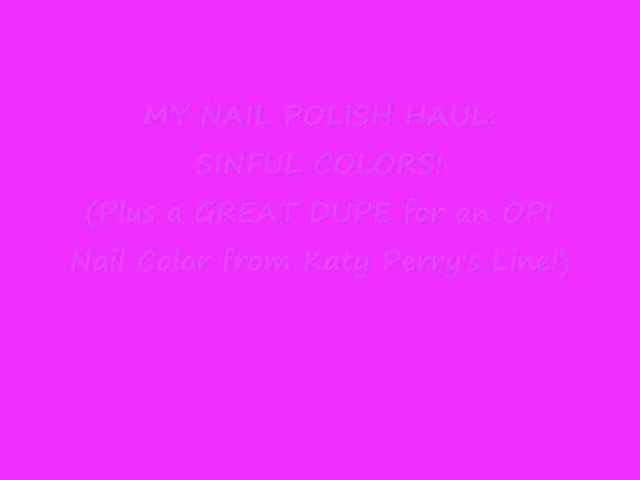 MY NAIL POLISH HAUL:
SINFUL COLORS!
(Plus a GREAT DUPE for an OPI
Nail Color from Katy Perry's Line!)